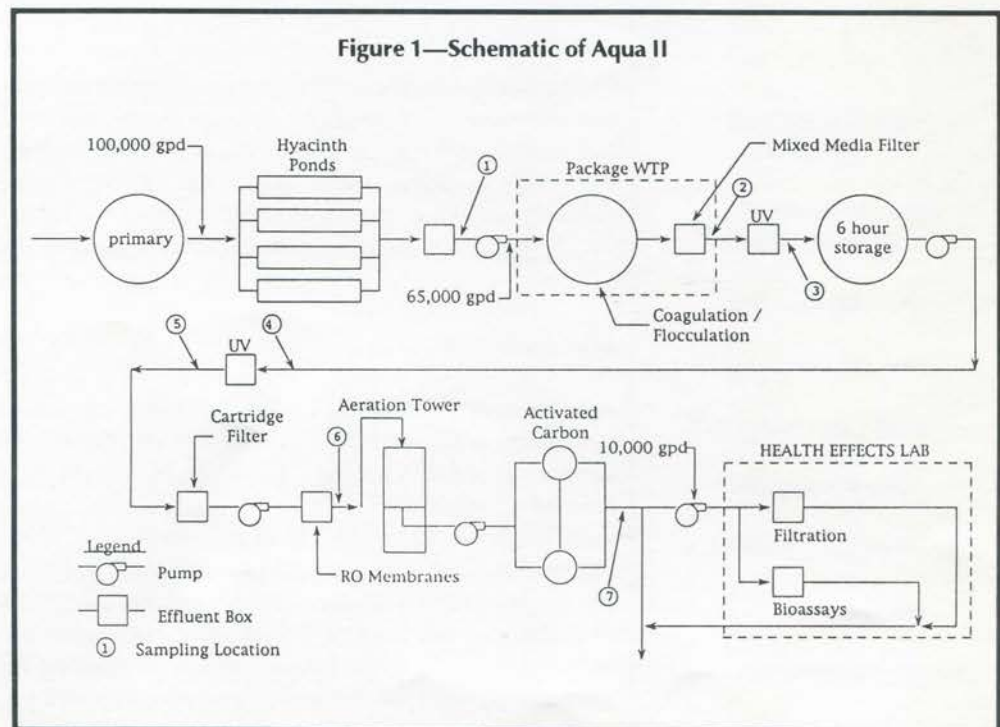 Figure 1—Schematic of Aqua II
100,000 gpd
Hyacinth
Ponds
①
Package WTP
Mixed Media Filter
②
UV
primary
6 hour
storage
65,000 gpd
③
Coagulation /
Flocculation
⑤
④
UV
Aeration Tower
Activated
Carbon
Cartridge
Filter
⑥
10,000 gpd
HEALTH EFFECTS LAB
Filtration
Legend
Pump
RO Membranes
⑦
Bioassays
Effluent Box
① Sampling Location